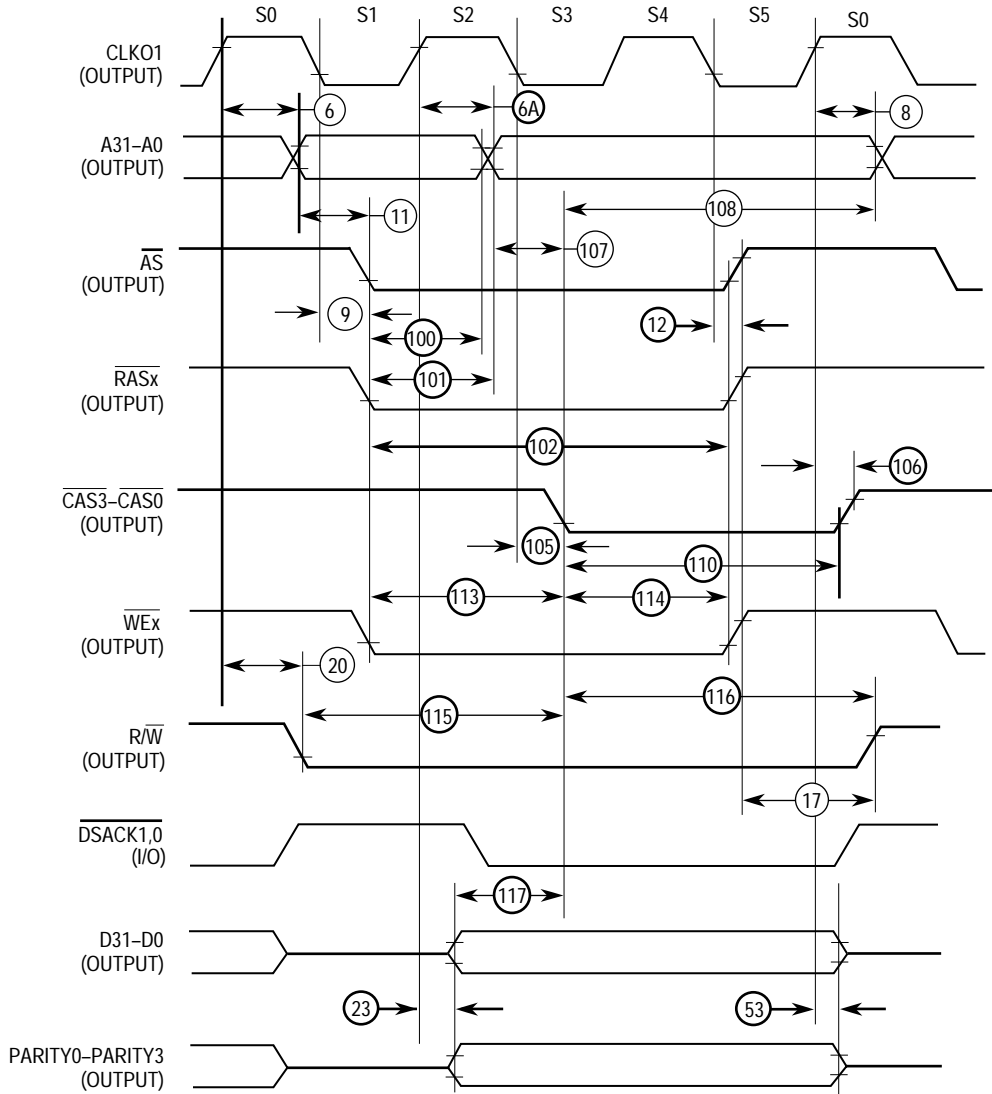 S0 S1 S2 S3 S4 S5 S0
CLKO1
(OUTPUT)
6 6A 8
A31–A0
(OUTPUT)
11 108
107
AS
(OUTPUT)
9 12
100
RASx
(OUTPUT)
101
102
106
CAS3–CAS0
(OUTPUT)
105
110
113 114
WEx
(OUTPUT)
20
116
115
R/W
(OUTPUT)
17
DSACK1,0
(I/O)
117
D31–D0
(OUTPUT)
23 53
PARITY0–PARITY3
(OUTPUT)